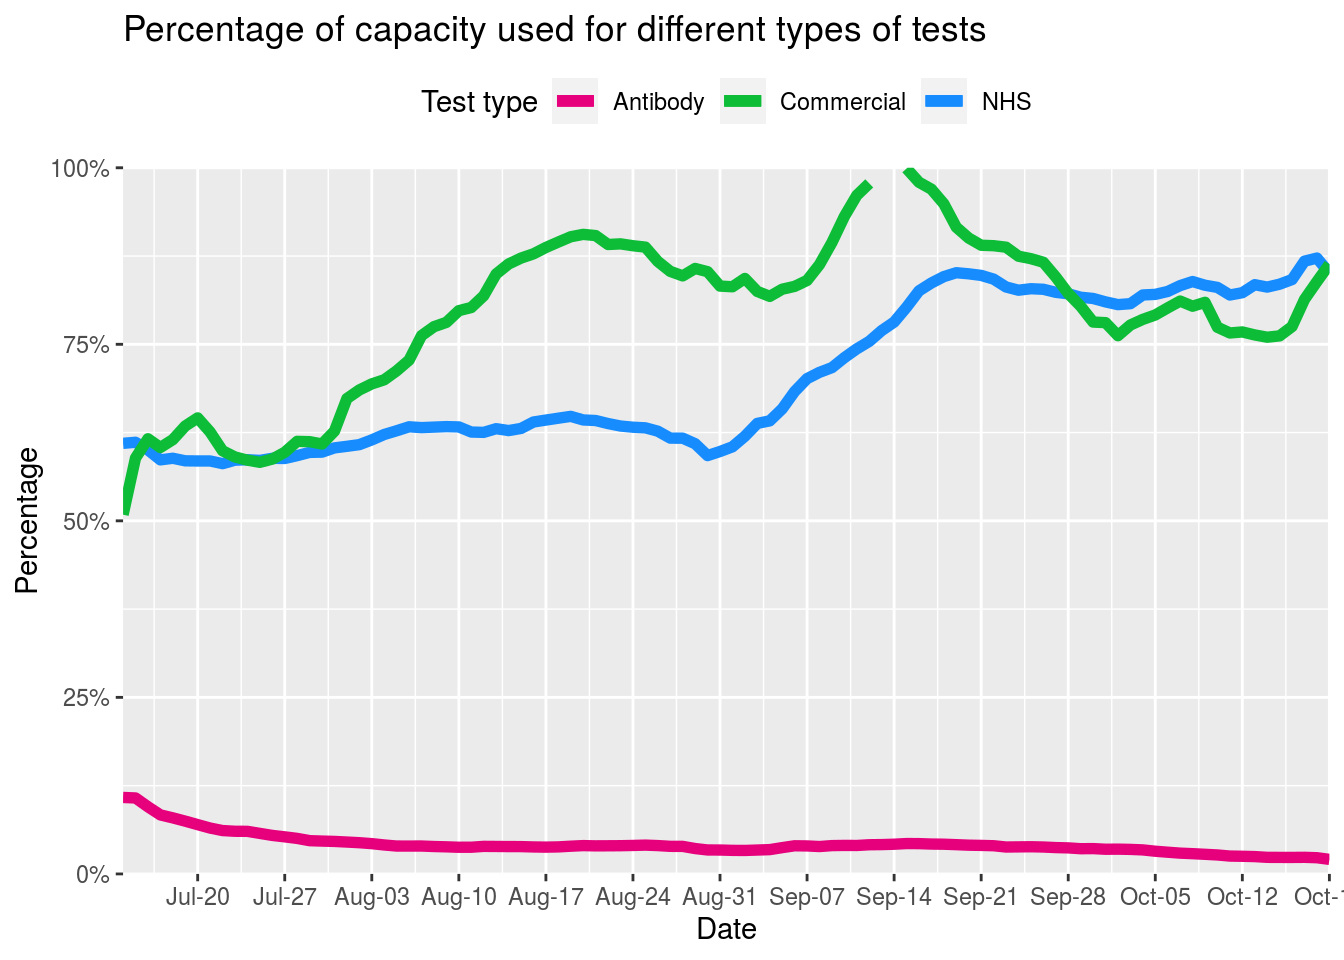 Percentage of capacity used for different types of tests
Test type Antibody Commercial NHS
100%
75%
50%
25%
0%
Percentage
Jul-20 Jul-27 Aug-03 Aug-10 Aug-17 Aug-24 Aug-31 Sep-07 Sep-14 Sep-21 Sep-28 Oct-05 Oct-12 Oct-
Date